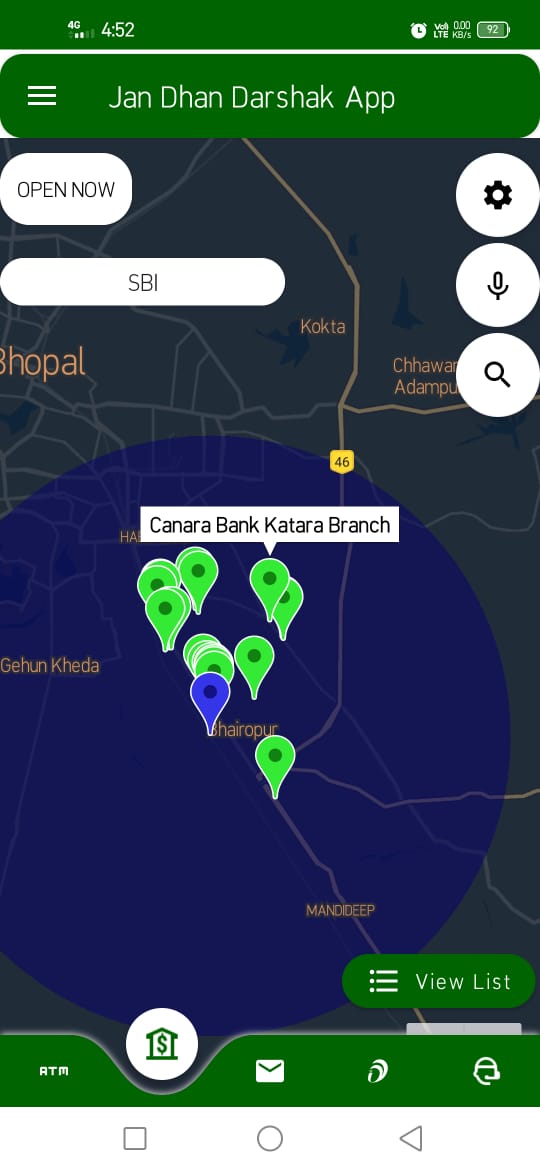 4G 4:52 Vo) LTE 0.00 KB/s 92
Jan Dhan Darshak App
OPEN NOW
SBI
Kokta
Bhopal
Chhawan
Adampu
46
Canara Bank Katara Branch
Gehun Kheda
Bhairopur
MANDIDEEP
View List
ATM